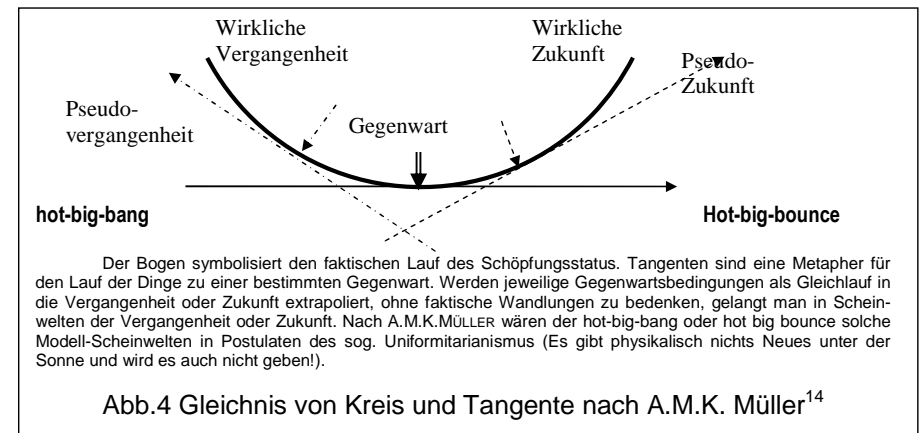 Wirkliche
Vergangenheit
Wirkliche
Zukunft
Pseudo-
Zukunft
Pseudo-
vergangenheit
Gegenwart
hot-big-bang
Hot-big-bounce
Der Bogen symbolisiert den faktischen Lauf des Schöpfungsstatus. Tangenten sind eine Metapher für
den Lauf der Dinge zu einer bestimmten Gegenwart. Werden jeweilige Gegenwartsbedingungen als Gleichlauf in
die Vergangenheit oder Zukunft extrapoliert, ohne faktische Wandlungen zu bedenken, gelangt man in Schein-
welten der Vergangenheit oder Zukunft. Nach A.M.K.MÜLLER wären der hot-big-bang oder hot big bounce solche
Modell-Scheinwelten in Postulaten des sog. Uniformitarianismus (Es gibt physikalisch nichts Neues unter der
Sonne und wird es auch nicht geben!).
Abb.4 Gleichnis von Kreis und Tangente nach A.M.K. Müller14